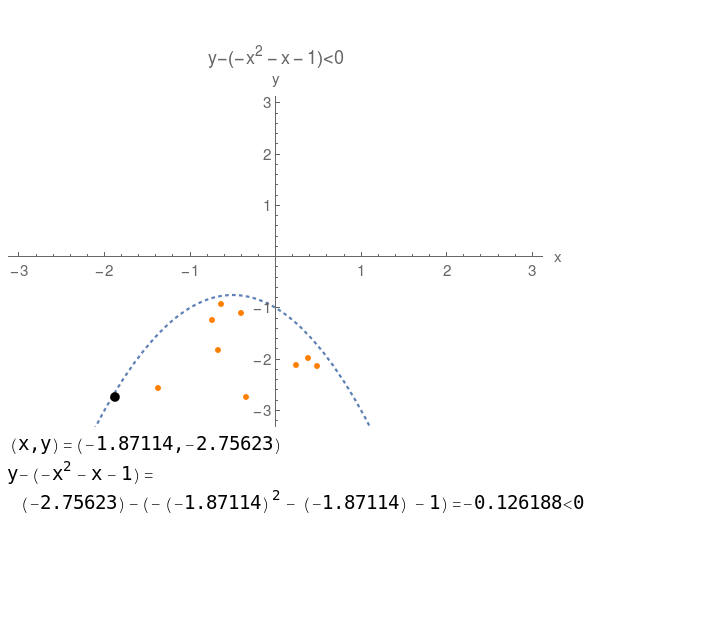 y−(−x² − x − 1)<0
y
3
2
1
−3 −2 −1 1 2 3 x
−1
−2
−3
(x,y)=(−1.87114,−2.75623)
y−(−x² − x − 1)=
(−2.75623)−(−(−1.87114)² − (−1.87114) − 1)=−0.126188<0